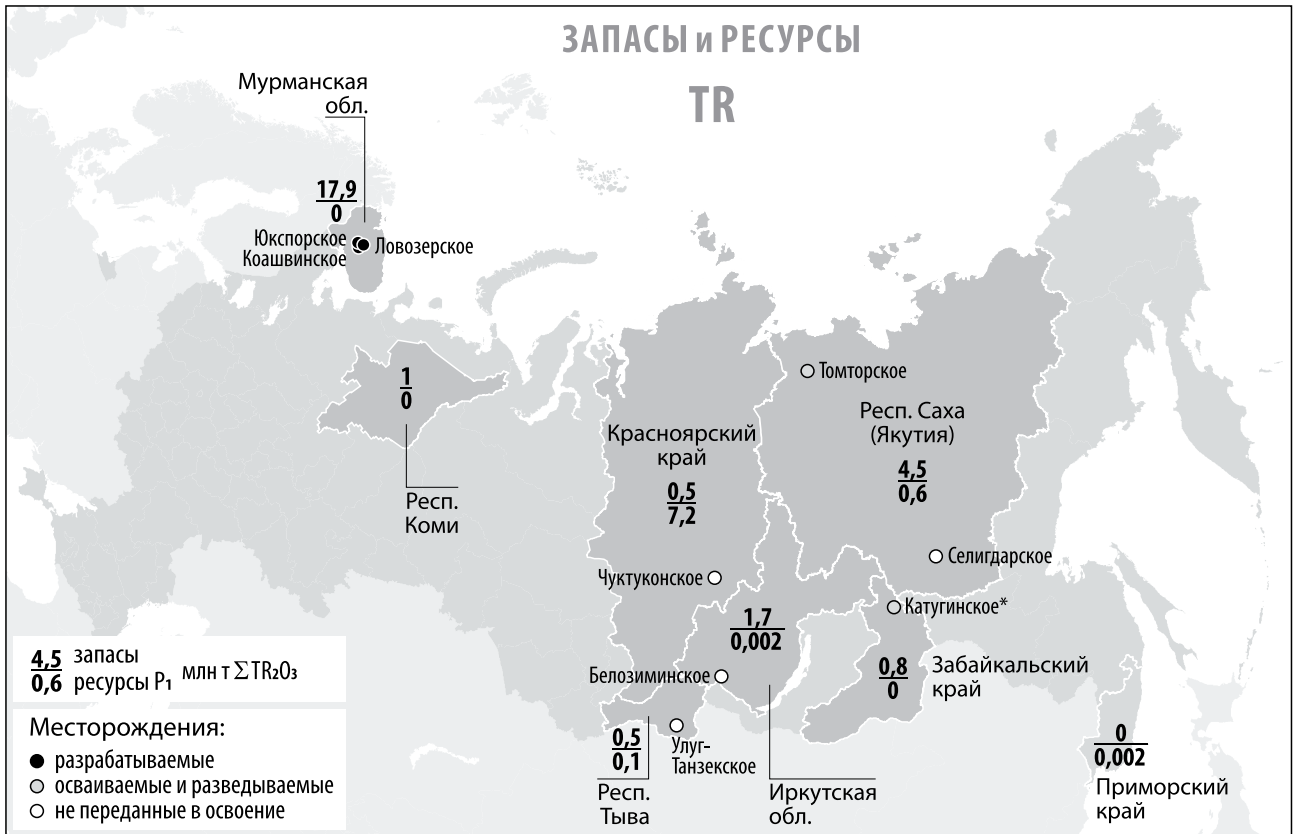 ЗАПАСЫ и РЕСУРСЫ
TR
Мурманская
обл.
17,9
0
Юкспорское
Коашвинское
Ловозерское
1
0
Респ.
Коми
Томторское
Респ. Саха
(Якутия)
4,5
0,6
Красноярский
край
0,5
7,2
Селигдарское
Чуктуконское
Катугинское*
1,7
0,002
Белозиминское
0,8
0
Забайкальский
край
0,5
0,1
Улуг-
Танзекское
Респ.
Тыва
Иркутская
обл.
0
0,002
Приморский
край
4,5 запасы
0,6 ресурсы P₁ млн т ∑TR₂O₃
Месторождения:
разрабатываемые
осваиваемые и разведываемые
не переданные в освоение